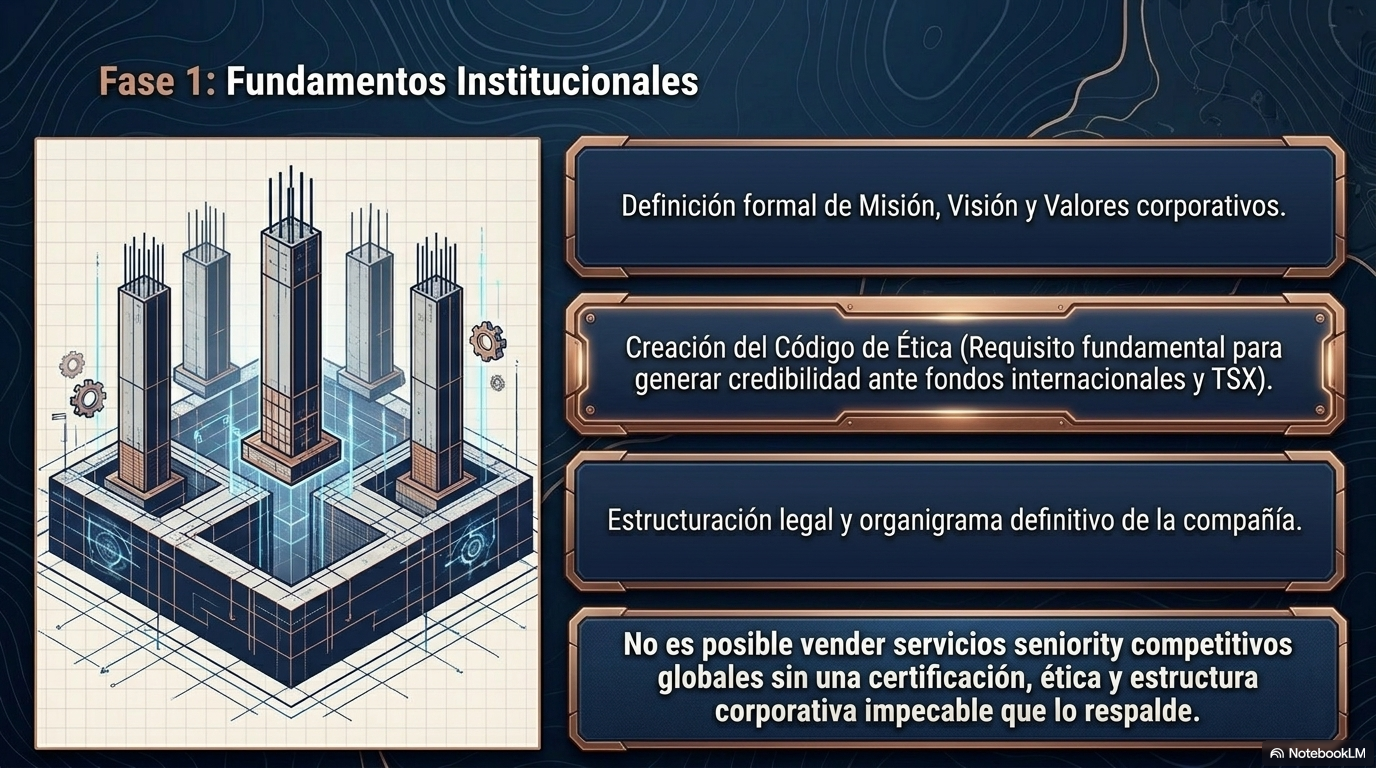 Fase 1: Fundamentos Institucionales
Definición formal de Misión, Visión y Valores corporativos.
Creación del Código de Ética (Requisito fundamental para
generar credibilidad ante fondos internacionales y TSX).
Estructuración legal y organigrama definitivo de la compañía.
No es posible vender servicios seniority competitivos
globales sin una certificación, ética y estructura
corporativa impecable que lo respalde.
NotebookLM